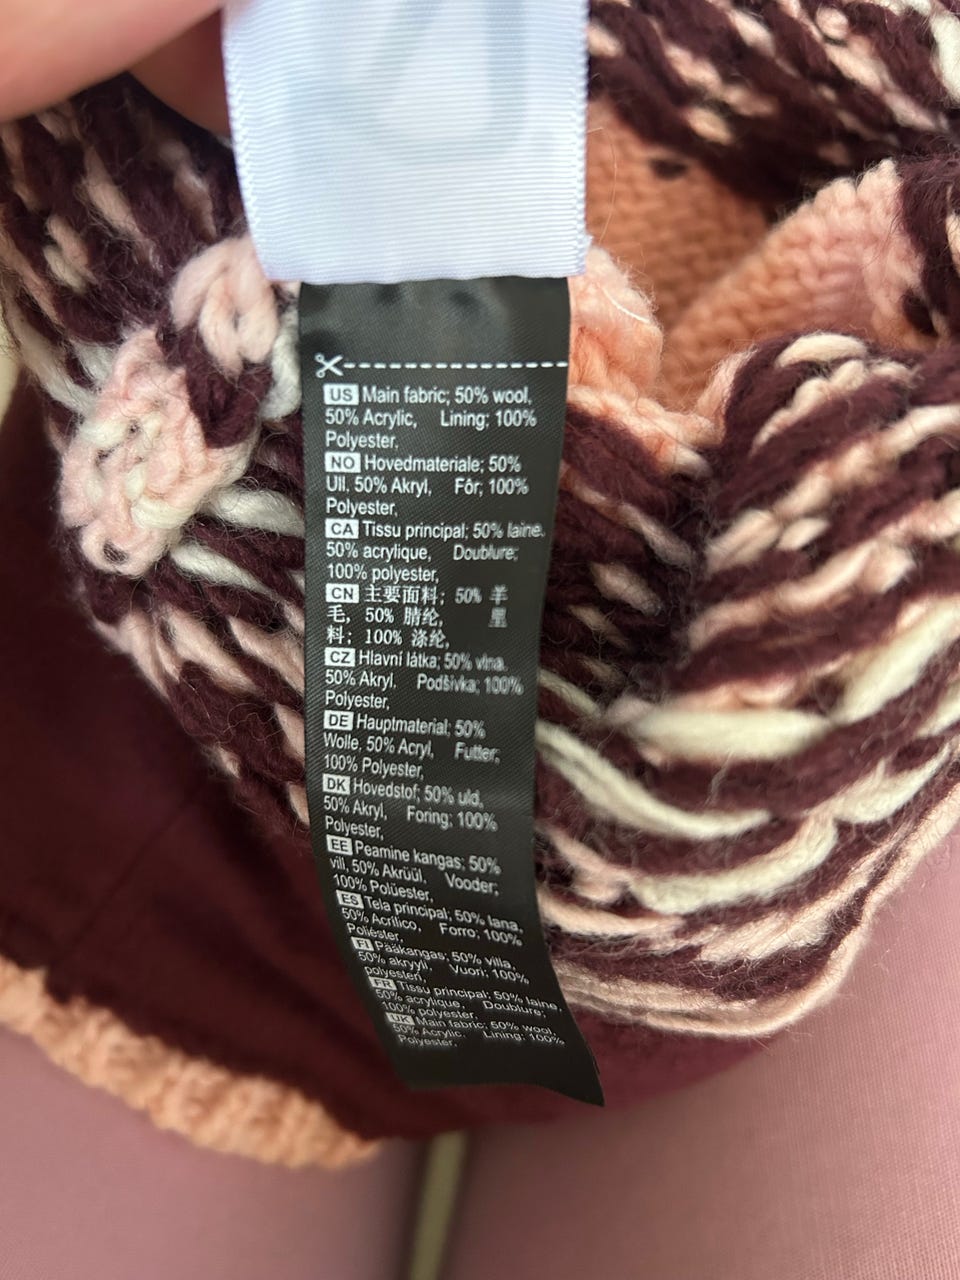 US Main fabric; 50% wool,
50% Acrylic, Lining: 100%
Polyester,
NO Hovedmateriale; 50%
Ull, 50% Akryl, Fôr; 100%
Polyester,
CA Tissu principal; 50% laine,
50% acrylique, Doublure;
100% polyester,
CN 主要面料; 50% 羊
毛, 50% 腈纶, 里
料; 100% 涤纶,
CZ Hlavní látka; 50% vlna,
50% Akryl, Podšívka; 100%
Polyester,
DE Hauptmaterial; 50%
Wolle, 50% Acryl, Futter;
100% Polyester,
DK Hovedstof; 50% uld,
50% Akryl, Foring; 100%
Polyester,
EE Peamine kangas; 50%
vill, 50% Akrüül, Vooder;
100% Polüester,
ES Tela principal; 50% lana,
50% Acrílico, Forro; 100%
Poliéster,
FI Pääkangas; 50% villa,
50% akryyli, Vuori; 100%
polyesteri,
FR Tissu principal; 50% laine,
50% acrylique, Doublure;
100% polyester,
UK Main fabric; 50% wool,
50% Acrylic, Lining: 100%
Polyester,